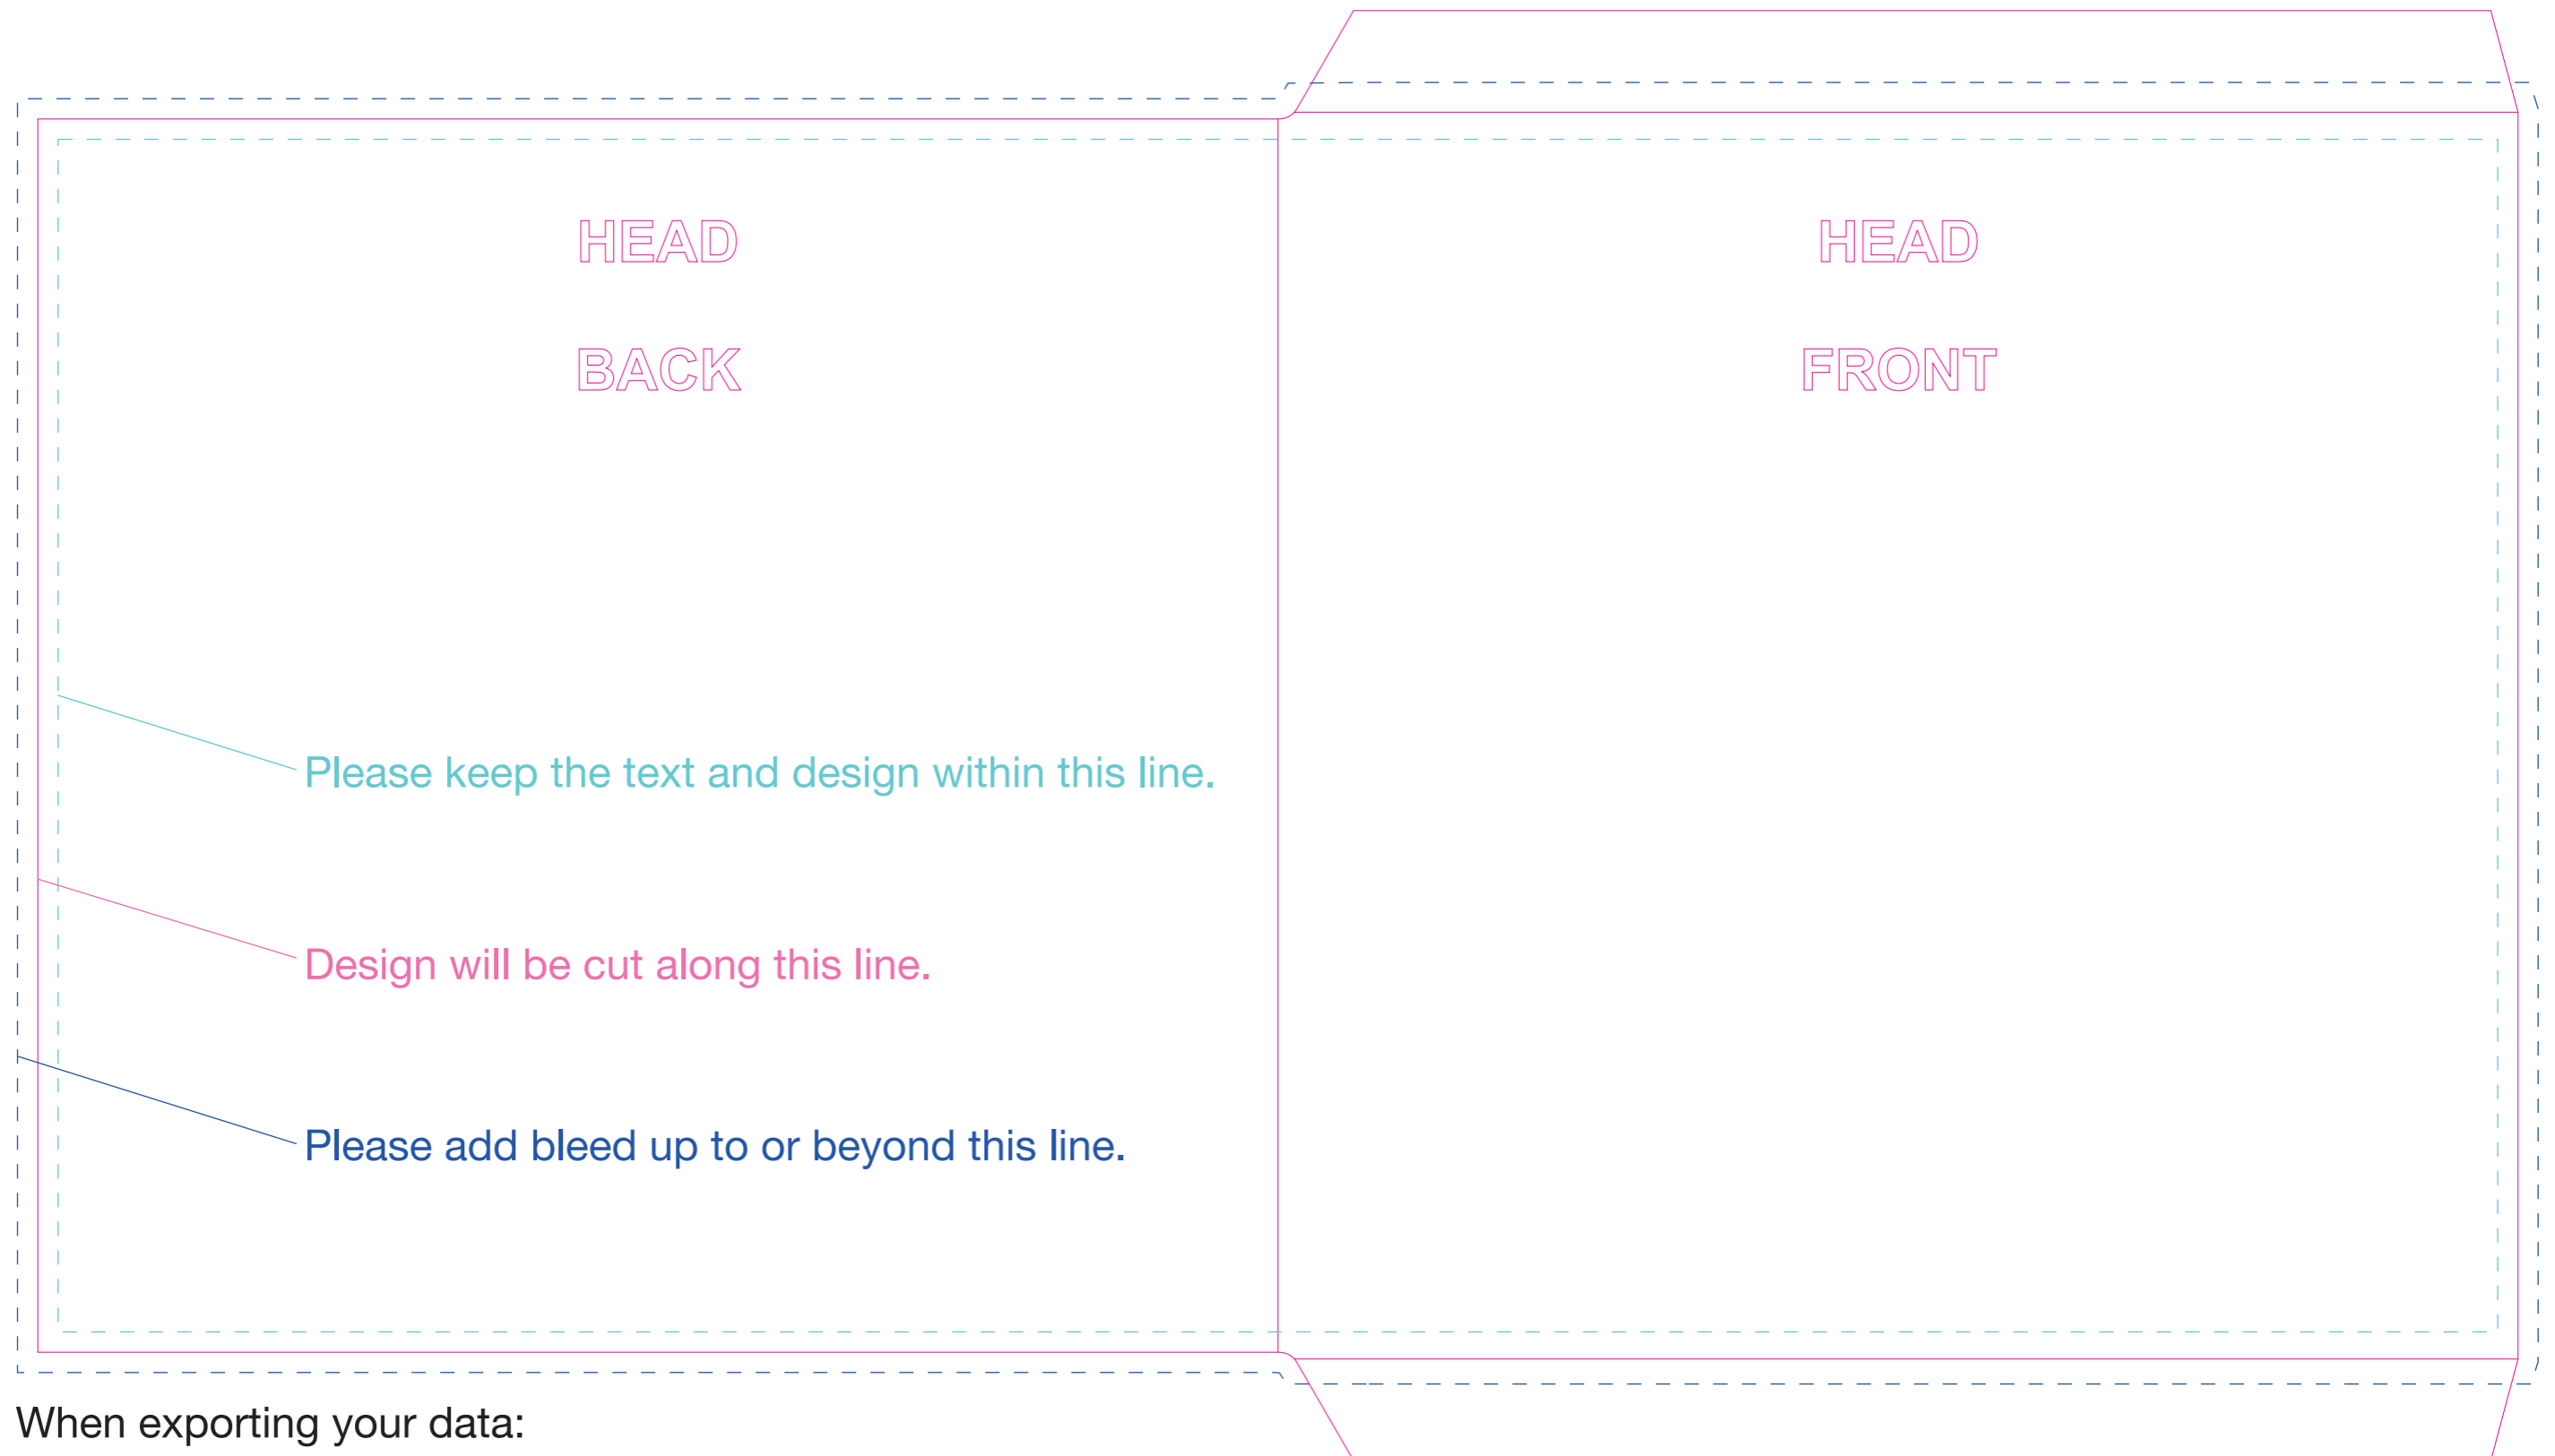 HEAD
BACK
HEAD
FRONT
Please keep the text and design within this line.
Design will be cut along this line.
Please add bleed up to or beyond this line.
When exporting your data: